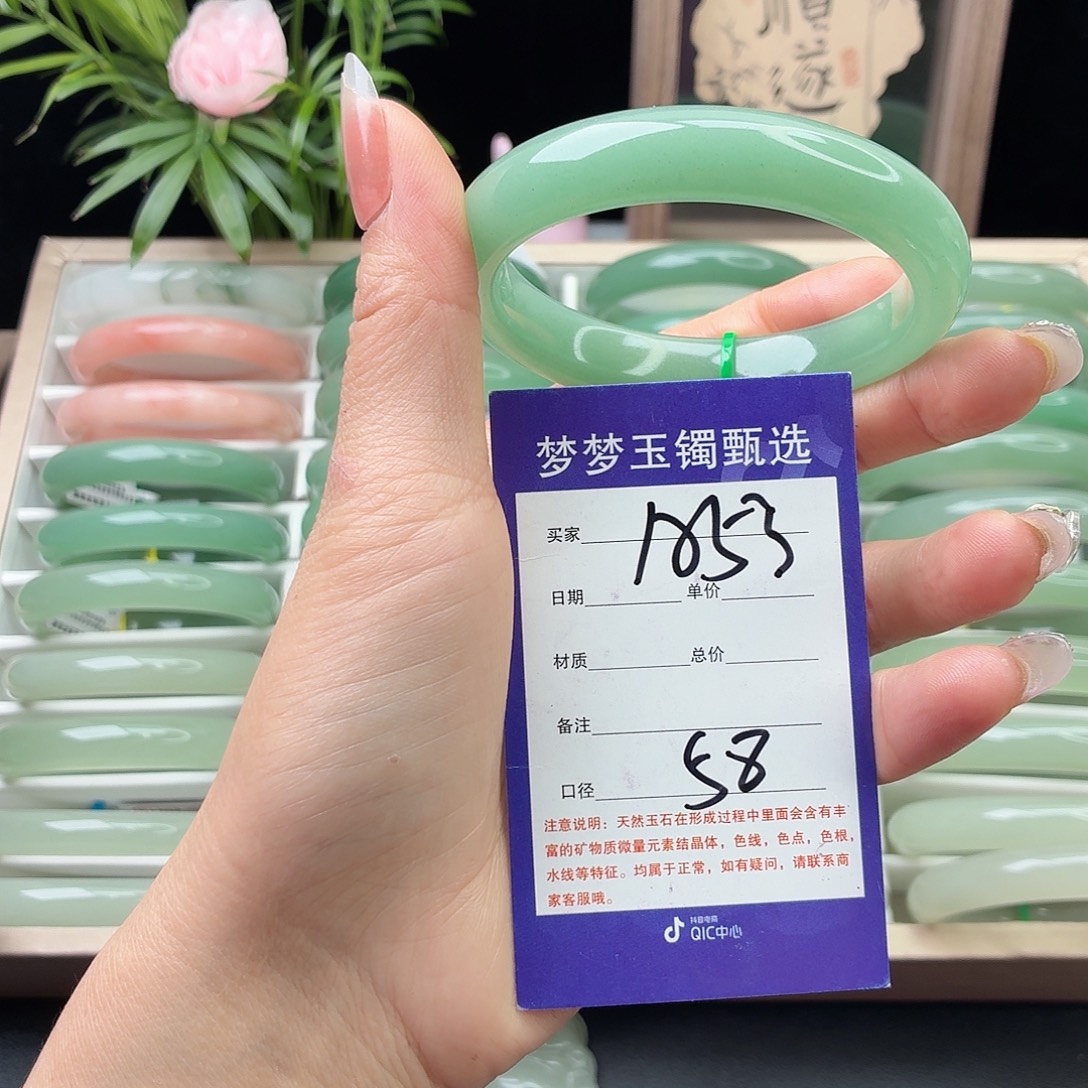 慎遂
梦梦玉镯甄选
买家 1053
日期 单价
材质 总价
备注
口径 58
注意说明：天然玉石在形成过程中里面会含有丰
富的矿物质微量元素结晶体，色线，色点，色根，
水线等特征。均属于正常，如有疑问，请联系商
家客服哦。
抖音电商
QIC中心